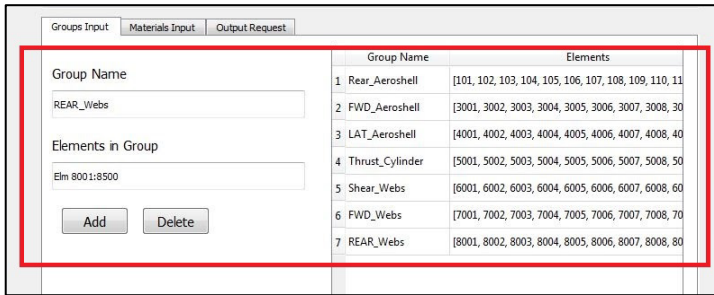 Groups Input Materials Input Output Request
Group Name
REAR_Webs
Elements in Group
Elm 8001:8500
Add Delete
Group Name Elements
1 Rear_Aeroshell [101, 102, 103, 104, 105, 106, 107, 108, 109, 110, 11
2 FWD_Aeroshell [3001, 3002, 3003, 3004, 3005, 3006, 3007, 3008, 30
3 LAT_Aeroshell [4001, 4002, 4003, 4004, 4005, 4006, 4007, 4008, 40
4 Thrust_Cylinder [5001, 5002, 5003, 5004, 5005, 5006, 5007, 5008, 50
5 Shear_Webs [6001, 6002, 6003, 6004, 6005, 6006, 6007, 6008, 60
6 FWD_Webs [7001, 7002, 7003, 7004, 7005, 7006, 7007, 7008, 70
7 REAR_Webs [8001, 8002, 8003, 8004, 8005, 8006, 8007, 8008, 80